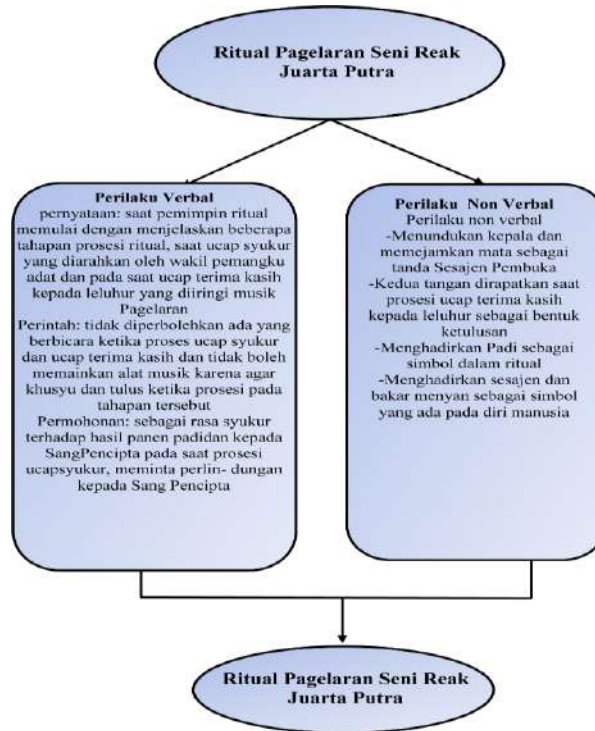 Ritual Pagelaran Seni Reak
Juarta Putra
Perilaku Verbal
pernyataan: saat pemimpin ritual
memulai dengan menjelaskan beberapa
tahapan prosesi ritual, saat ucap syukur
yang diarahkan oleh wakil pemangku
adat dan pada saat ucap terima kasih
kepada leluhur yang diiringi musik
Pagelaran
Perintah: tidak diperbolehkan ada yang
berbicara ketika proses ucap syukur
dan ucap terima kasih dan tidak boleh
memainkan alat musik karena agar
khusyu dan tulus ketika prosesi pada
tahapan tersebut
Permohonan: sebagai rasa syukur
terhadap hasil panen padidan kepada
SangPencipta pada saat prosesi
ucapsyukur, meminta perlin- dungan
kepada Sang Pencipta
Perilaku Non Verbal
Perilaku non verbal
-Menundukan kepala dan
memejamkan mata sebagai
tanda Sesajen Pembuka
-Kedua tangan dirapatkan saat
prosesi ucap terima kasih
kepada leluhur sebagai bentuk
ketulusan
-Menghadirkan Padi sebagai
simbol dalam ritual
-Menghadirkan sesajen dan
bakar menyan sebagai simbol
yang ada pada diri manusia
Ritual Pagelaran Seni Reak
Juarta Putra